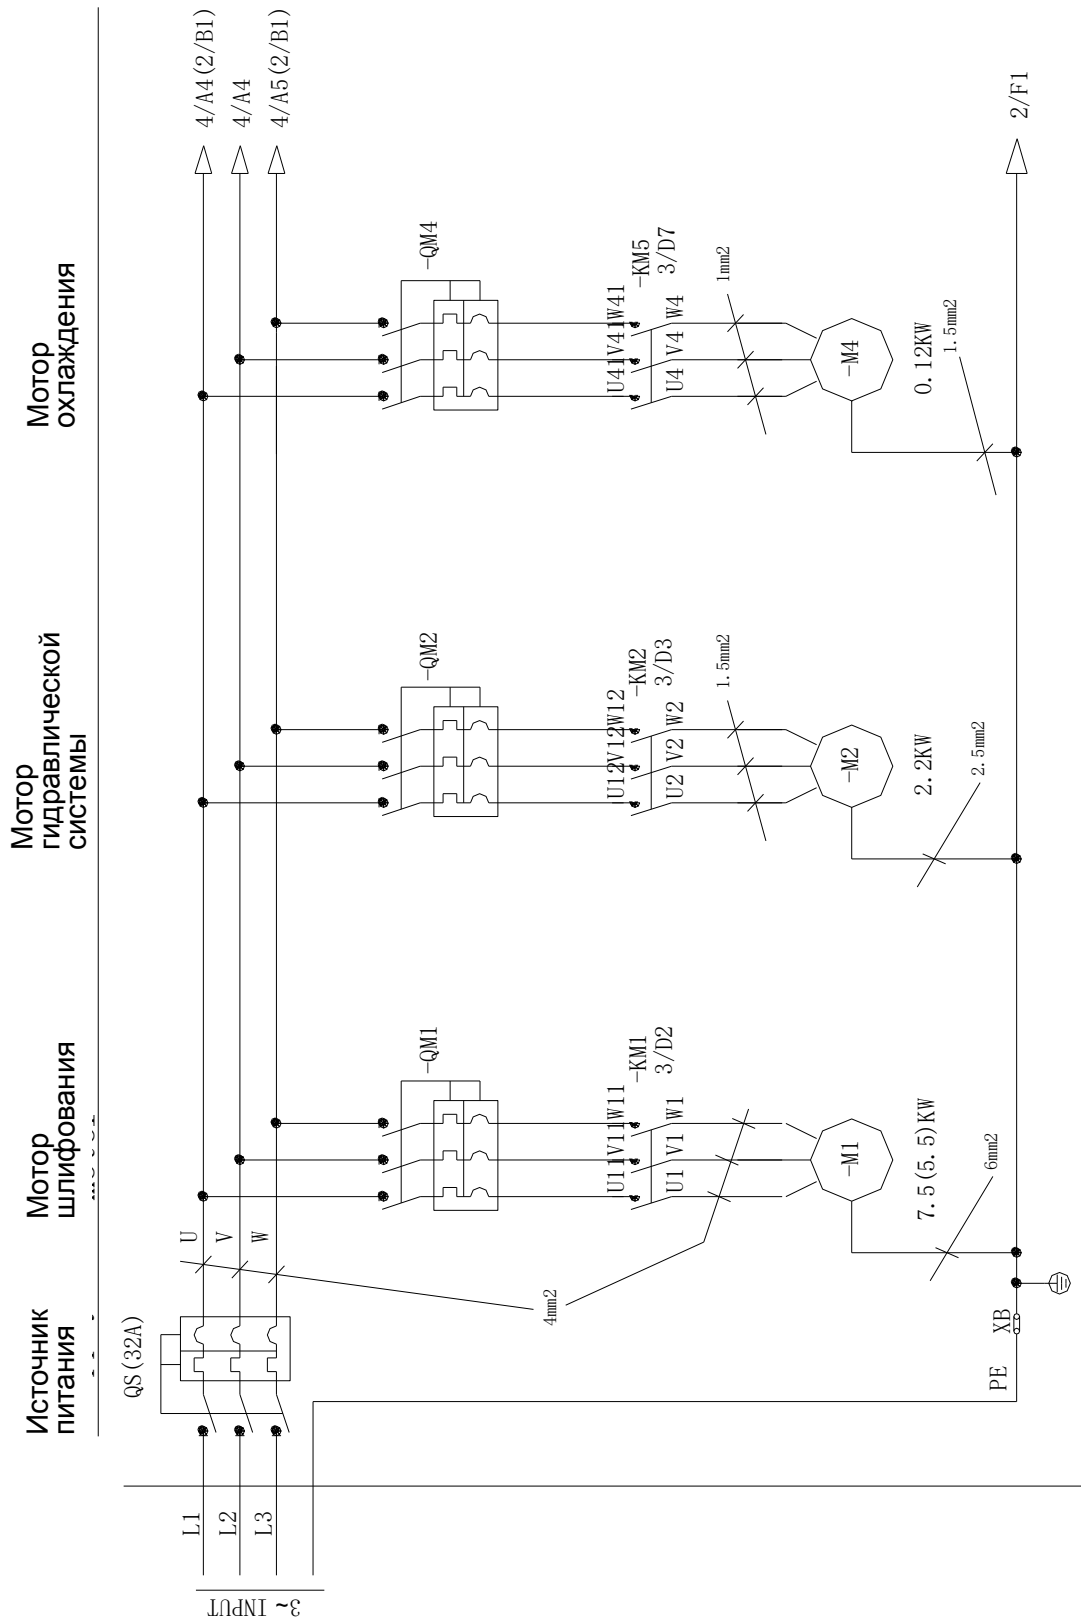 Источник
питания
Мотор
шлифования
Мотор
гидравлической
системы
Мотор
охлаждения
QS(32A)
U
V
W
4/A4(2/B1)
4/A4
4/A5(2/B1)
L1
L2
L3
3~ INPUT
-QM1
-QM2
-QM4
U11V11W11
-KM1
3/D2
U1 V1 W1
U12V12W12
-KM2
3/D3
U2 V2 W2
U41V41W41
-KM5
3/D7
U4 V4 W4
4mm2
1.5mm2
1mm2
-M1
-M2
-M4
7.5(5.5)KW
2.2KW
0.12KW
6mm2
2.5mm2
1.5mm2
PE
XB
2/F1